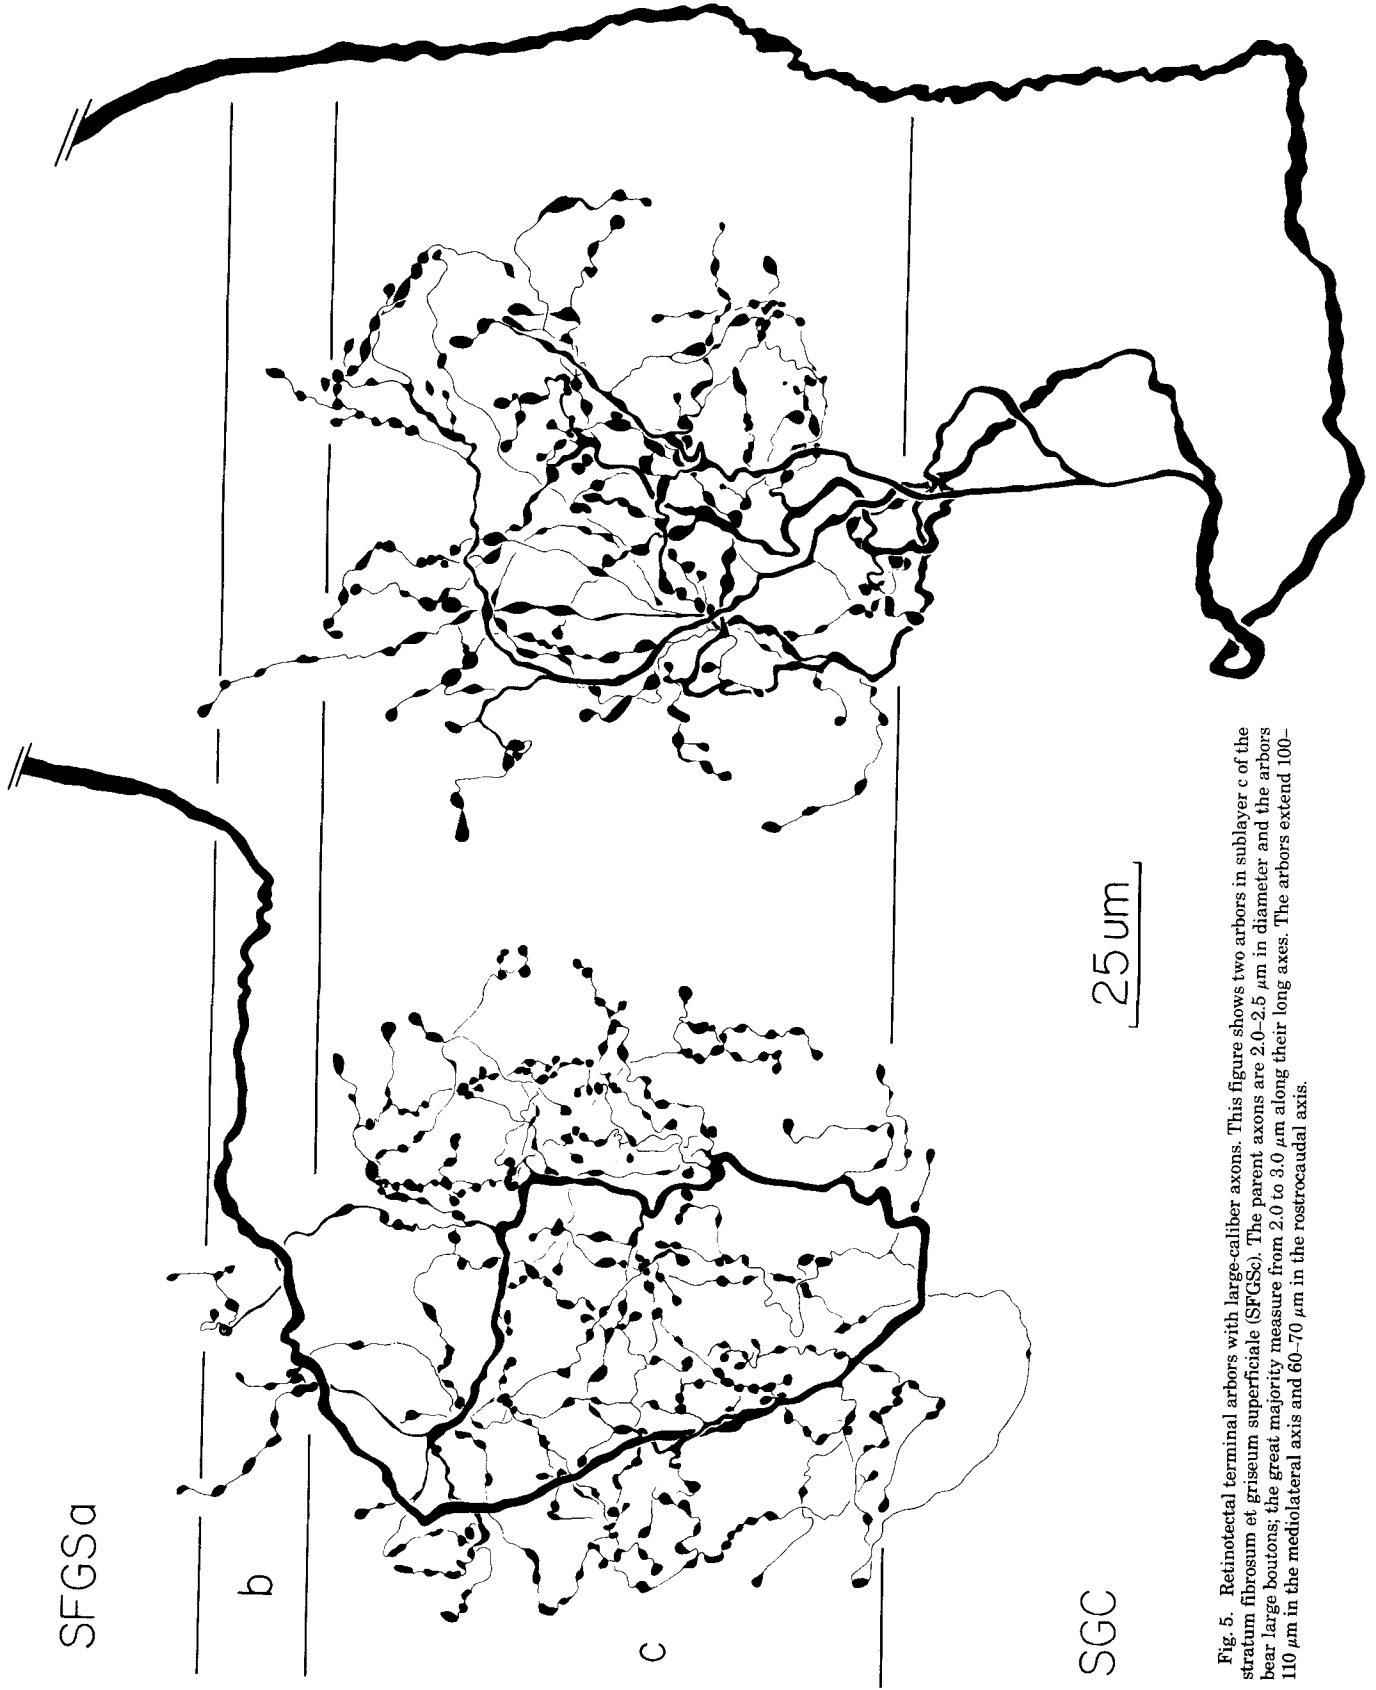 SFGSa
b
c
SGC
25 um
Fig. 5. Retinotectal terminal arbors with large-caliber axons. This figure shows two arbors in sublayer c of the
stratum fibrosum et griseum superficiale (SFGSc). The parent axons are 2.0–2.5 μm in diameter and the arbors
bear large boutons; the great majority measure from 2.0 to 3.0 μm along their long axes. The arbors extend 100–
110 μm in the mediolateral axis and 60–70 μm in the rostrocaudal axis.